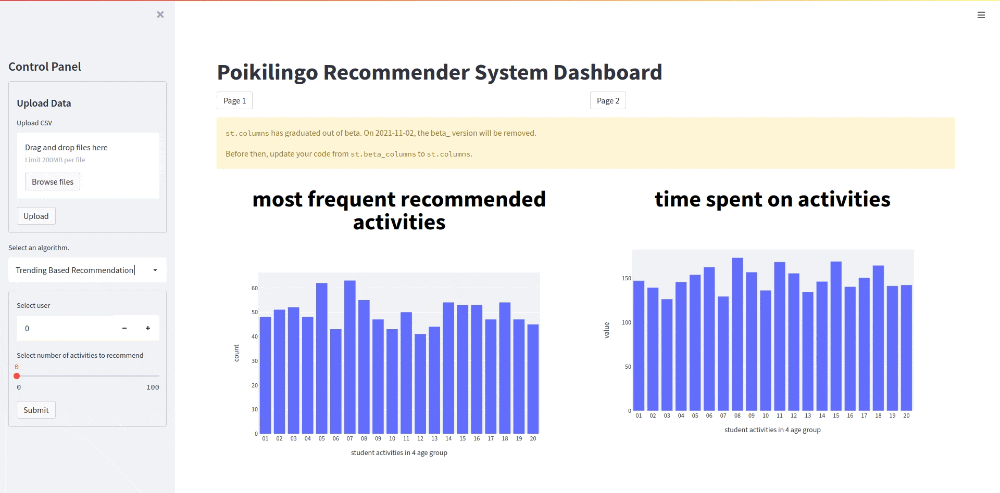 ×
Control Panel
Upload Data
Upload CSV
Drag and drop files here
Limit 200MB per file
Browse files
Upload
Select an algorithm.
Trending Based Recommendation
Select user
0
− +
Select number of activities to recommend
0
0 100
Submit
Poikilingo Recommender System Dashboard
Page 1
Page 2
st.columns has graduated out of beta. On 2021-11-02, the beta_ version will be removed.
Before then, update your code from st.beta_columns to st.columns.
most frequent recommended
activities
60
50
40
30
20
10
0
count
01 02 03 04 05 06 07 08 09 10 11 12 13 14 15 16 17 18 19 20
student activities in 4 age group
time spent on activities
150
100
50
0
value
01 02 03 04 05 06 07 08 09 10 11 12 13 14 15 16 17 18 19 20
student activities in 4 age group